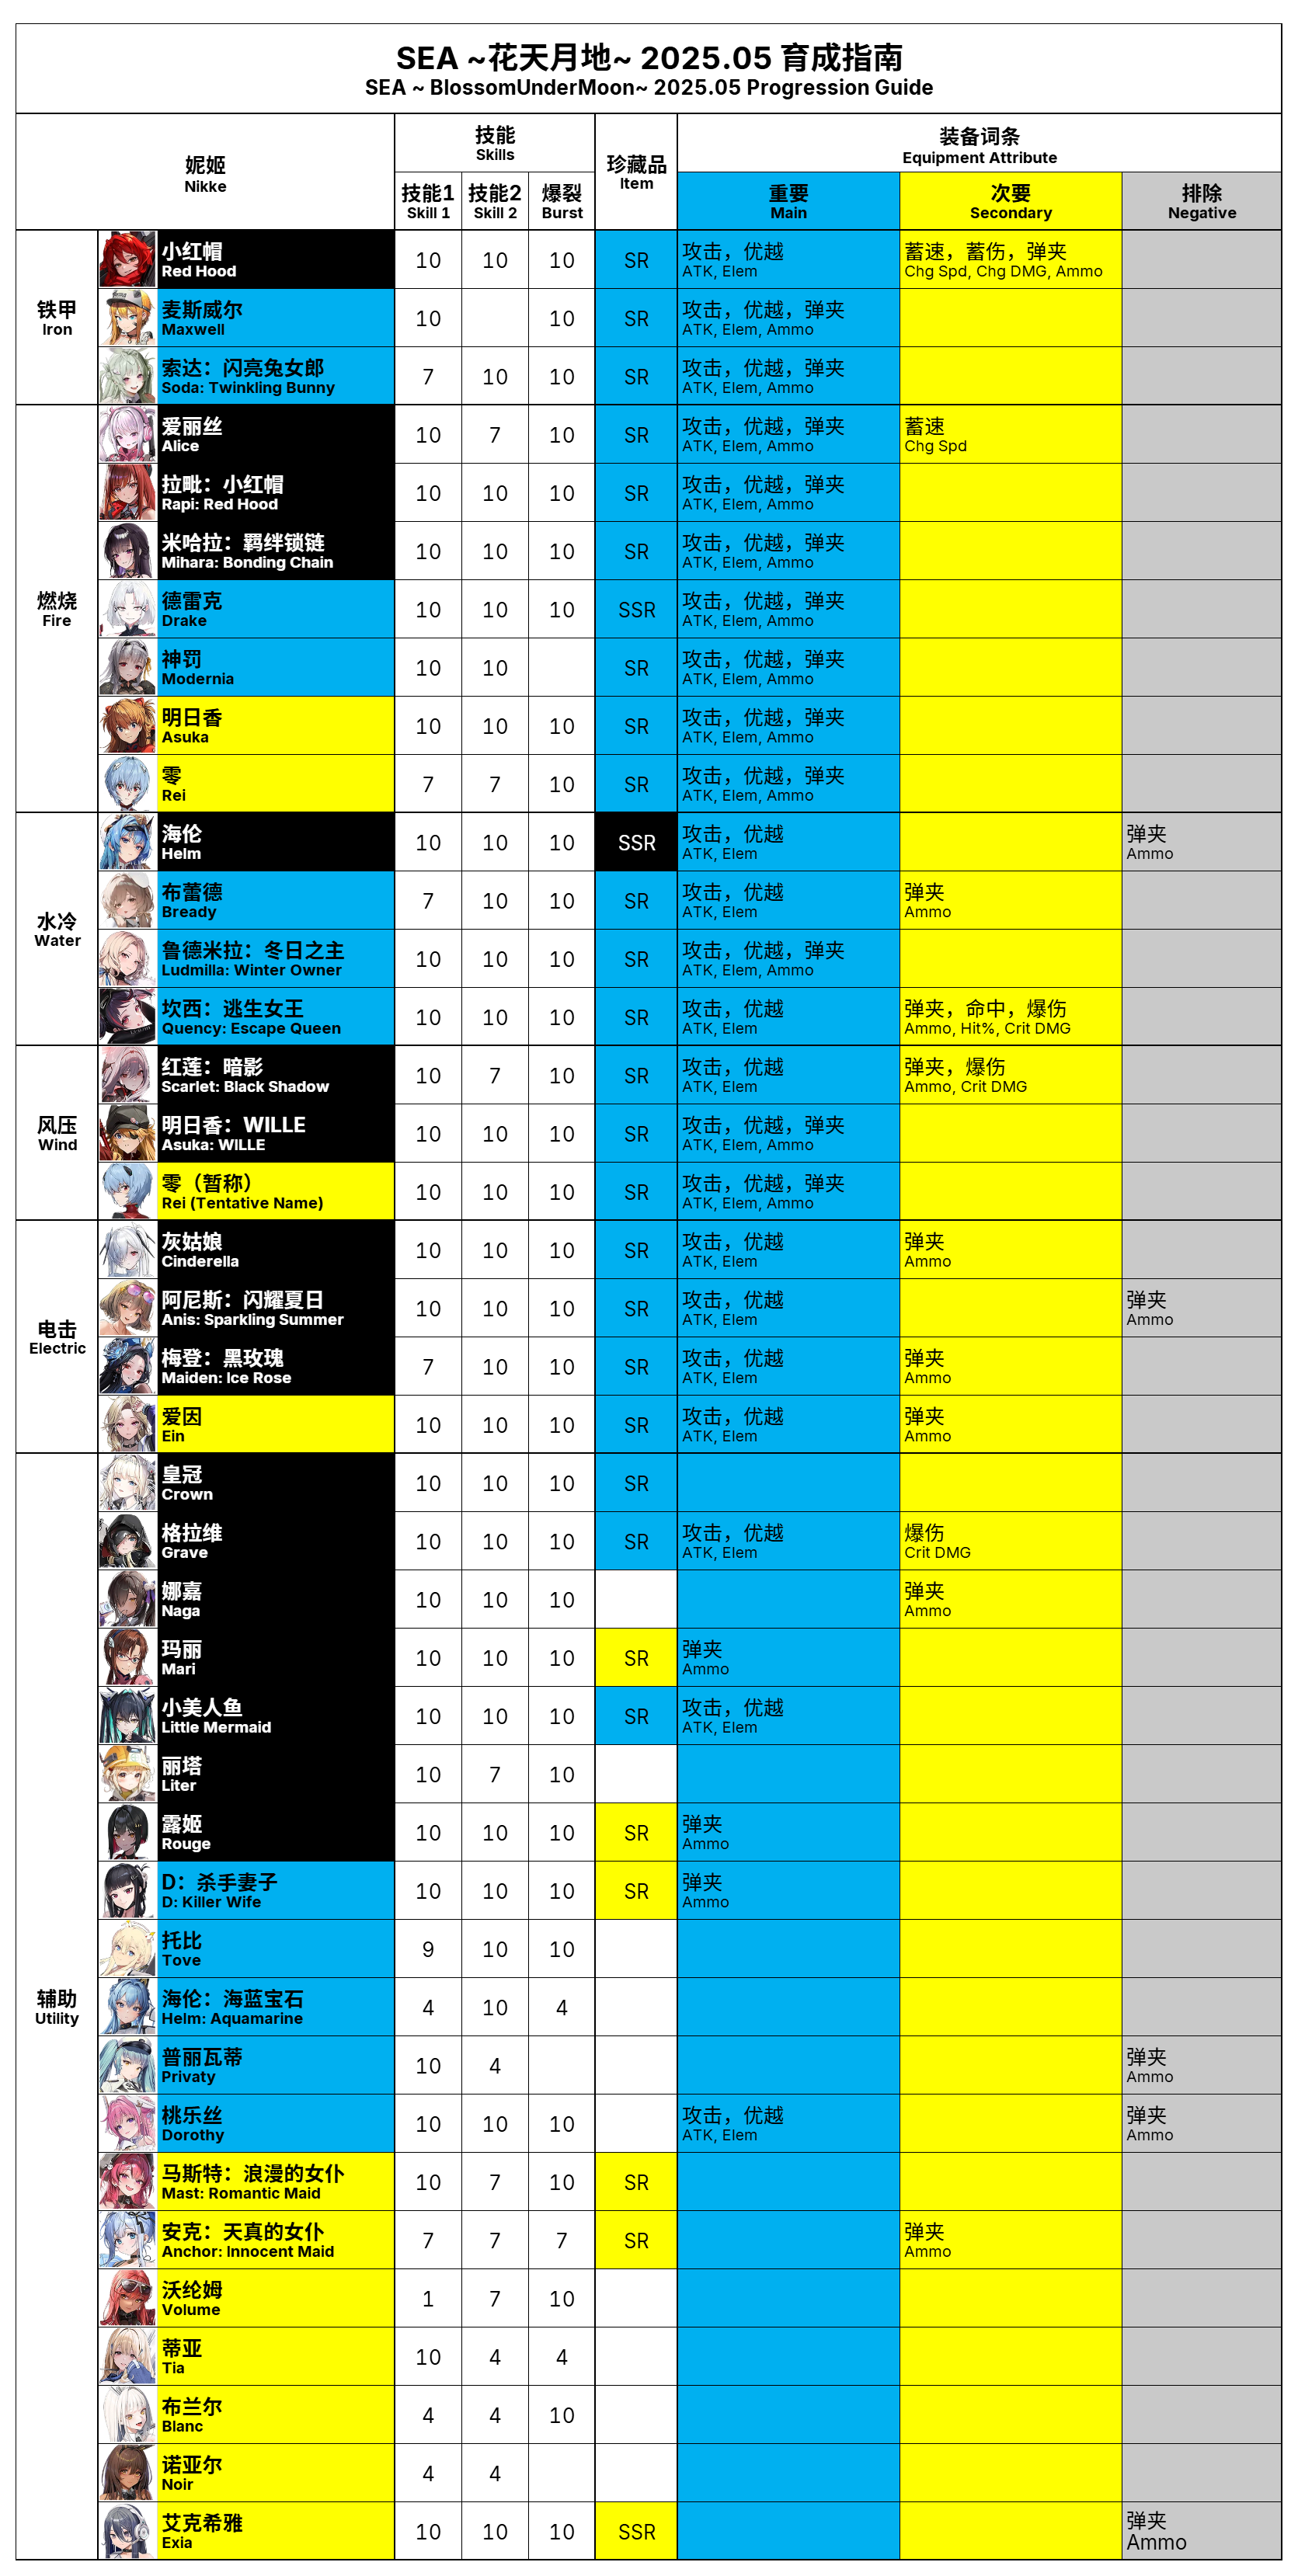 SEA ~花天月地~ 2025.05 育成指南
SEA ~ BlossomUnderMoon~ 2025.05 Progression Guide
妮姬
Nikke
技能
Skills
珍藏品
Item
装备词条
Equipment Attribute
技能1
Skill 1
技能2
Skill 2
爆裂
Burst
重要
Main
次要
Secondary
排除
Negative
铁甲
Iron
小红帽
Red Hood
10 10 10 SR
攻击，优越
ATK, Elem
蓄速，蓄伤，弹夹
Chg Spd, Chg DMG, Ammo
麦斯威尔
Maxwell
10 10 SR
攻击，优越，弹夹
ATK, Elem, Ammo
索达：闪亮兔女郎
Soda: Twinkling Bunny
7 10 10 SR
攻击，优越，弹夹
ATK, Elem, Ammo
燃烧
Fire
爱丽丝
Alice
10 7 10 SR
攻击，优越，弹夹
ATK, Elem, Ammo
蓄速
Chg Spd
拉毗：小红帽
Rapi: Red Hood
10 10 10 SR
攻击，优越，弹夹
ATK, Elem, Ammo
米哈拉：羁绊锁链
Mihara: Bonding Chain
10 10 10 SR
攻击，优越，弹夹
ATK, Elem, Ammo
德雷克
Drake
10 10 10 SSR
攻击，优越，弹夹
ATK, Elem, Ammo
神罚
Modernia
10 10 SR
攻击，优越，弹夹
ATK, Elem, Ammo
明日香
Asuka
10 10 10 SR
攻击，优越，弹夹
ATK, Elem, Ammo
零
Rei
7 7 10 SR
攻击，优越，弹夹
ATK, Elem, Ammo
水冷
Water
海伦
Helm
10 10 10 SSR
攻击，优越
ATK, Elem
弹夹
Ammo
布蕾德
Bready
7 10 10 SR
攻击，优越
ATK, Elem
弹夹
Ammo
鲁德米拉：冬日之主
Ludmilla: Winter Owner
10 10 10 SR
攻击，优越，弹夹
ATK, Elem, Ammo
坎西：逃生女王
Quency: Escape Queen
10 10 10 SR
攻击，优越
ATK, Elem
弹夹，命中，爆伤
Ammo, Hit%, Crit DMG
风压
Wind
红莲：暗影
Scarlet: Black Shadow
10 7 10 SR
攻击，优越
ATK, Elem
弹夹，爆伤
Ammo, Crit DMG
明日香：WILLE
Asuka: WILLE
10 10 10 SR
攻击，优越，弹夹
ATK, Elem, Ammo
零（暂称）
Rei (Tentative Name)
10 10 10 SR
攻击，优越，弹夹
ATK, Elem, Ammo
电击
Electric
灰姑娘
Cinderella
10 10 10 SR
攻击，优越
ATK, Elem
弹夹
Ammo
阿尼斯：闪耀夏日
Anis: Sparkling Summer
10 10 10 SR
攻击，优越
ATK, Elem
弹夹
Ammo
梅登：黑玫瑰
Maiden: Ice Rose
7 10 10 SR
攻击，优越
ATK, Elem
弹夹
Ammo
爱因
Ein
10 10 10 SR
攻击，优越
ATK, Elem
弹夹
Ammo
辅助
Utility
皇冠
Crown
10 10 10 SR
格拉维
Grave
10 10 10 SR
攻击，优越
ATK, Elem
爆伤
Crit DMG
娜嘉
Naga
10 10 10
弹夹
Ammo
玛丽
Mari
10 10 10 SR
弹夹
Ammo
小美人鱼
Little Mermaid
10 10 10 SR
攻击，优越
ATK, Elem
丽塔
Liter
10 7 10
露姬
Rouge
10 10 10 SR
弹夹
Ammo
D：杀手妻子
D: Killer Wife
10 10 10 SR
弹夹
Ammo
托比
Tove
9 10 10
海伦：海蓝宝石
Helm: Aquamarine
4 10 4
普丽瓦蒂
Privaty
10 4
弹夹
Ammo
桃乐丝
Dorothy
10 10 10
攻击，优越
ATK, Elem
弹夹
Ammo
马斯特：浪漫的女仆
Mast: Romantic Maid
10 7 10 SR
安克：天真的女仆
Anchor: Innocent Maid
7 7 7 SR
弹夹
Ammo
沃纶姆
Volume
1 7 10
蒂亚
Tia
10 4 4
布兰尔
Blanc
4 4 10
诺亚尔
Noir
4 4
艾克希雅
Exia
10 10 10 SSR
弹夹
Ammo